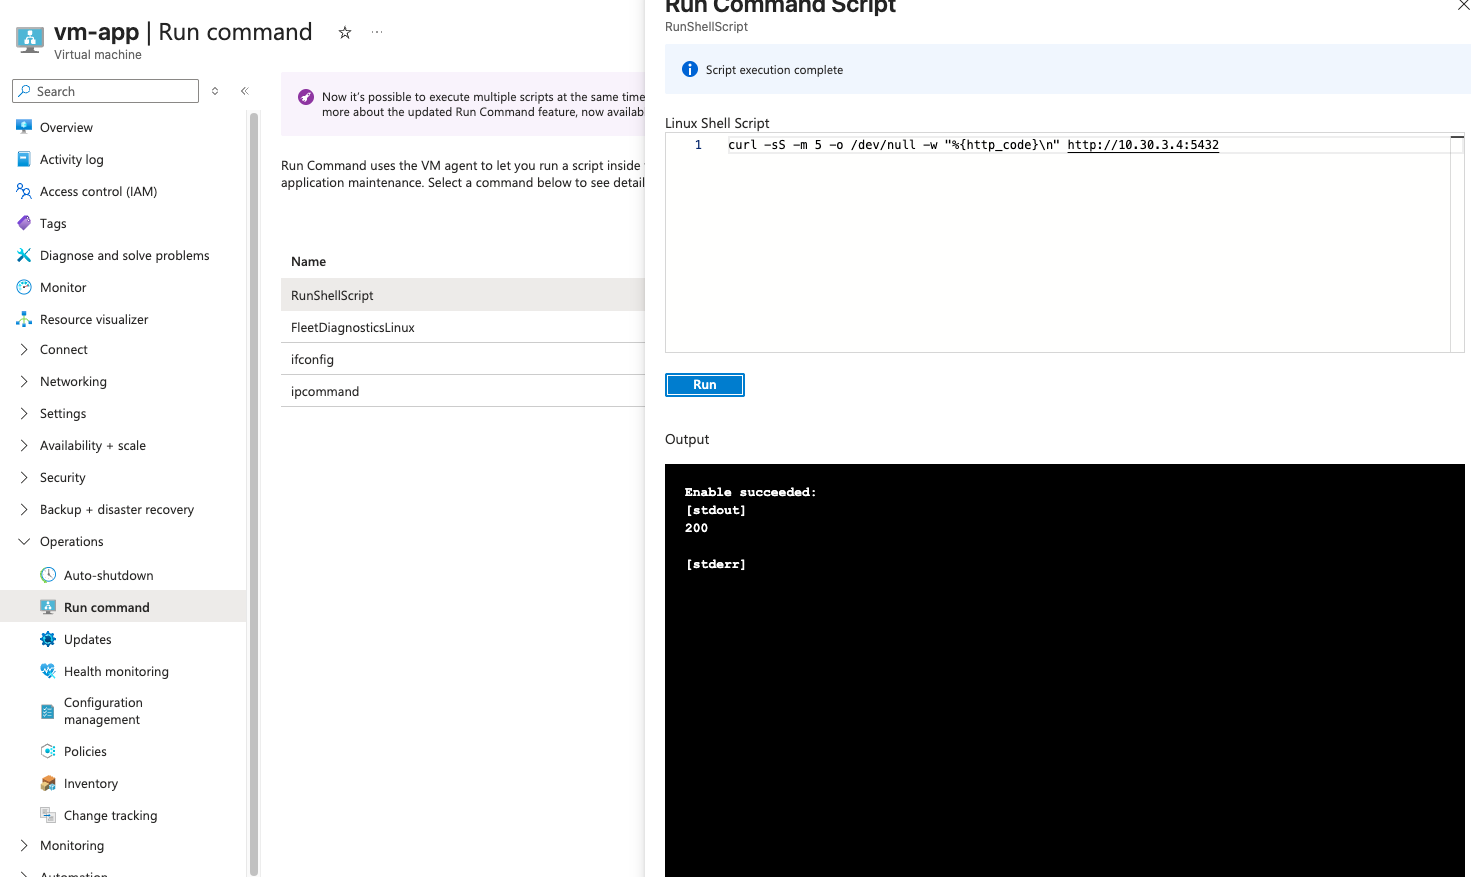 vm-app | Run command
Virtual machine
Search
Overview
Activity log
Access control (IAM)
Tags
Diagnose and solve problems
Monitor
Resource visualizer
Connect
Networking
Settings
Availability + scale
Security
Backup + disaster recovery
Operations
Auto-shutdown
Run command
Updates
Health monitoring
Configuration
management
Policies
Inventory
Change tracking
Monitoring
Automation
Now it's possible to execute multiple scripts at the same time
more about the updated Run Command feature, now availab
Run Command uses the VM agent to let you run a script inside
application maintenance. Select a command below to see detail
Name
RunShellScript
FleetDiagnosticsLinux
ifconfig
ipcommand
Run Command Script
RunShellScript
Script execution complete
Linux Shell Script
1 curl -sS -m 5 -o /dev/null -w "%{http_code}\n" http://10.30.3.4:5432
Run
Output
Enable succeeded:
[stdout]
200
[stderr]